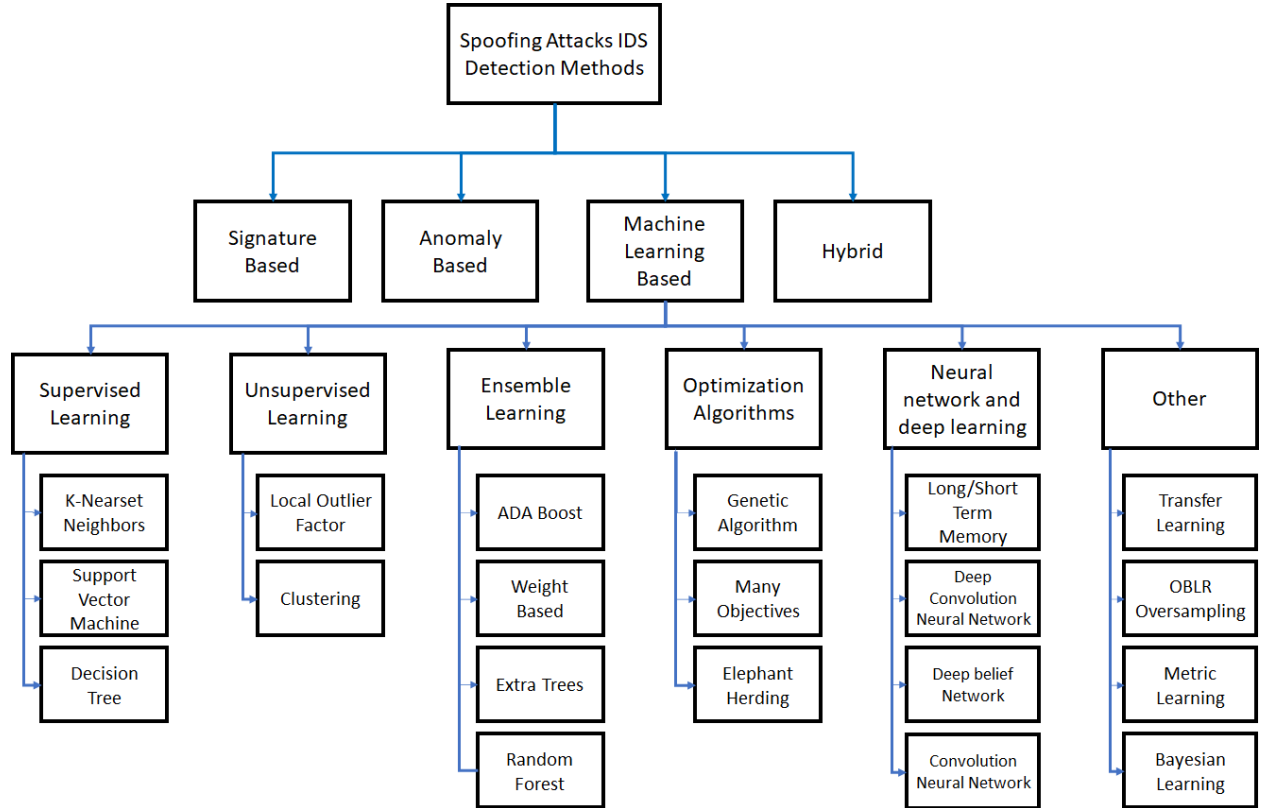 Spoofing Attacks IDS
Detection Methods
Signature
Based
Anomaly
Based
Machine
Learning
Based
Hybrid
Supervised
Learning
Unsupervised
Learning
Ensemble
Learning
Optimization
Algorithms
Neural
network and
deep learning
Other
K-Nearset
Neighbors
Support
Vector
Machine
Decision
Tree
Local Outlier
Factor
Clustering
ADA Boost
Weight
Based
Extra Trees
Random
Forest
Genetic
Algorithm
Many
Objectives
Elephant
Herding
Long/Short
Term
Memory
Deep
Convolution
Neural Network
Deep belief
Network
Convolution
Neural Network
Transfer
Learning
OBLR
Oversampling
Metric
Learning
Bayesian
Learning